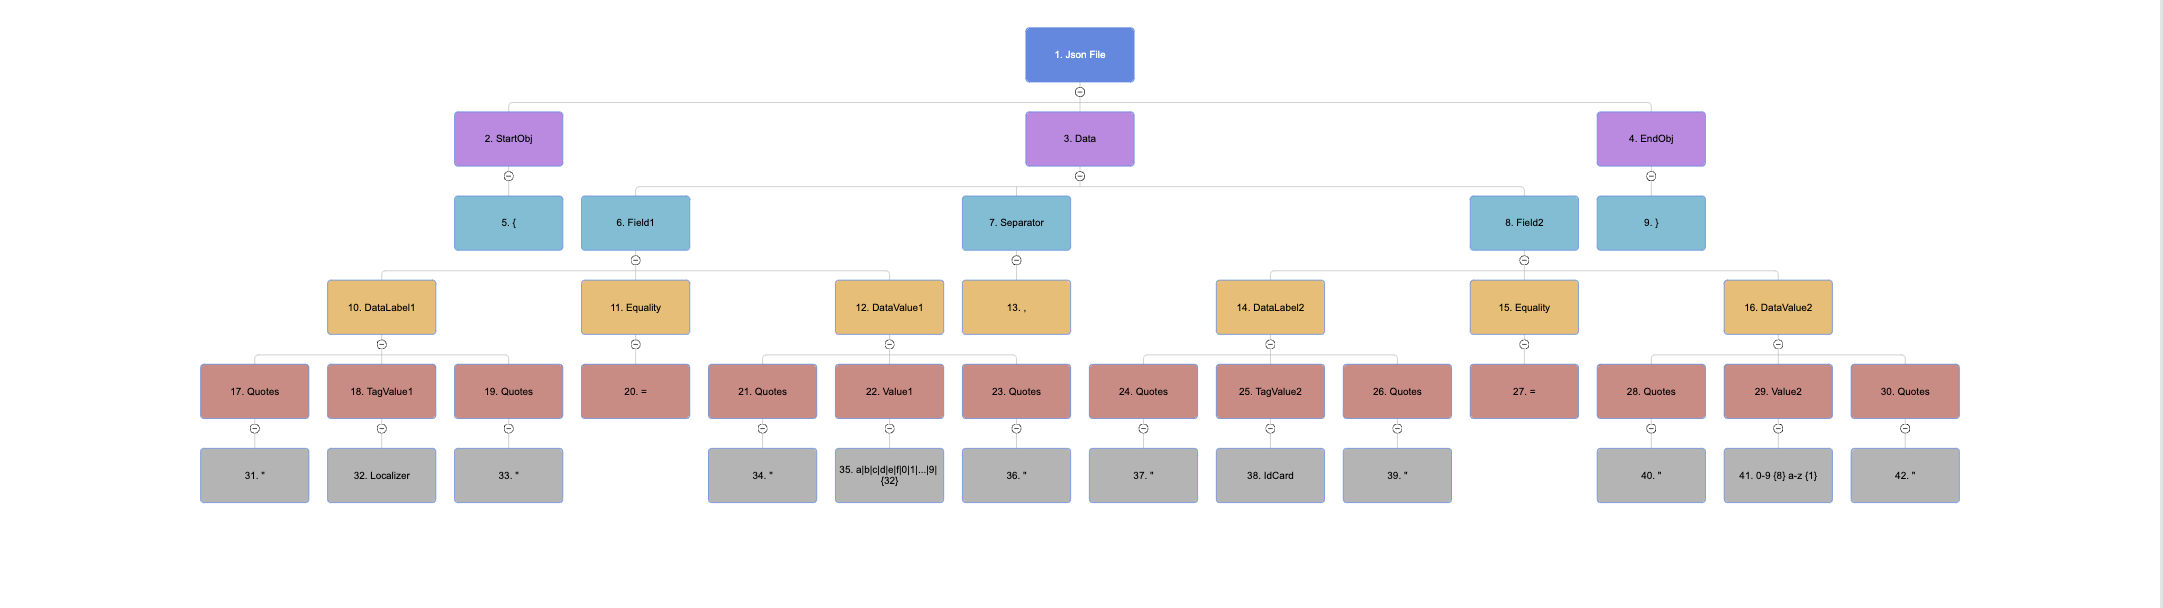 1. Json File
2. StartObj
3. Data
4. EndObj
5. {
6. Field1
7. Separator
8. Field2
9. }
10. DataLabel1
11. Equality
12. DataValue1
13. ,
14. DataLabel2
15. Equality
16. DataValue2
17. Quotes
18. TagValue1
19. Quotes
20. =
21. Quotes
22. Value1
23. Quotes
24. Quotes
25. TagValue2
26. Quotes
27. =
28. Quotes
29. Value2
30. Quotes
31. "
32. Localizer
33. "
34. "
35. a|b|c|d|e|f|0|1|...|9|
{32}
36. "
37. "
38. IdCard
39. "
40. "
41. 0-9 {8} a-z {1}
42. "